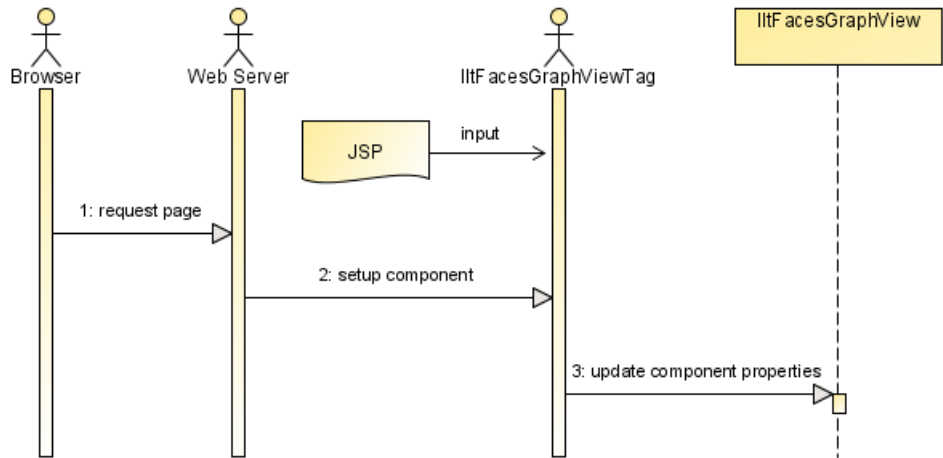 IltFacesGraphView
Browser
Web Server
IltFacesGraphViewTag
JSP
input
1: request page
2: setup component
3: update component properties